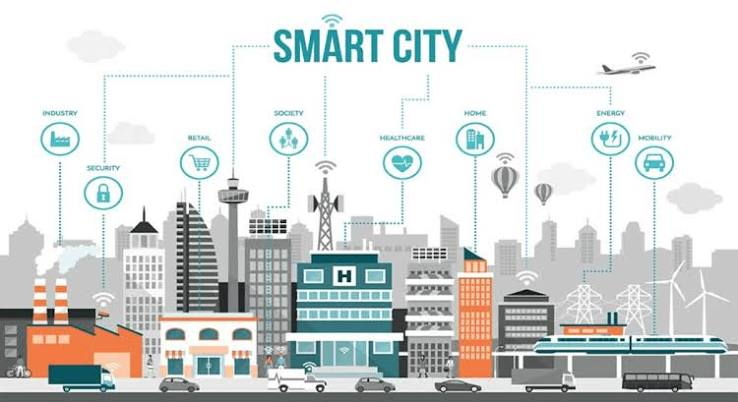 SMART CITY
INDUSTRY
SECURITY
RETAIL
SOCIETY
HEALTHCARE
HOME
ENERGY
MOBILITY
H